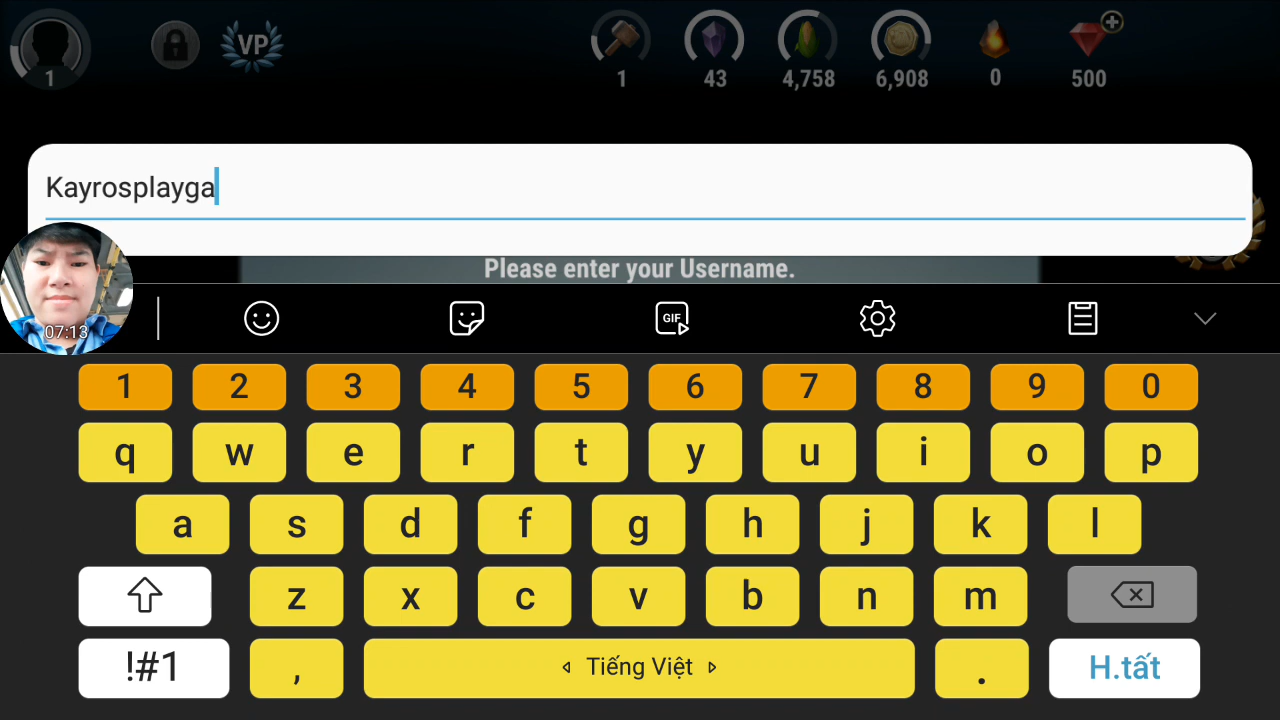 1
VP
1
43
4,758
6,908
0
500
Kayrosplayga
Please enter your Username.
07:13
GIF
1 2 3 4 5 6 7 8 9 0
q w e r t y u i o p
a s d f g h j k l
z x c v b n m
!#1 , Tiếng Việt . H.tất